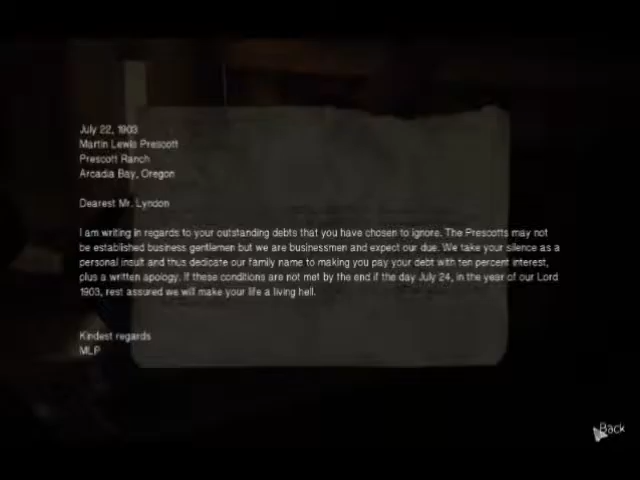 July 22, 1903
Martin Lewis Prescott
Prescott Ranch
Arcadia Bay, Oregon
Dearest Mr. Lyndon
I am writing in regards to your outstanding debts that you have chosen to ignore. The Prescotts may not
be established business gentlemen but we are businessmen and expect our due. We take your silence as a
personal insult and thus dedicate our family name to making you pay your debt with ten percent interest,
plus a written apology. If these conditions are not met by the end if the day July 24, in the year of our Lord
1903, rest assured we will make your life a living hell.
Kindest regards
MLP
Back